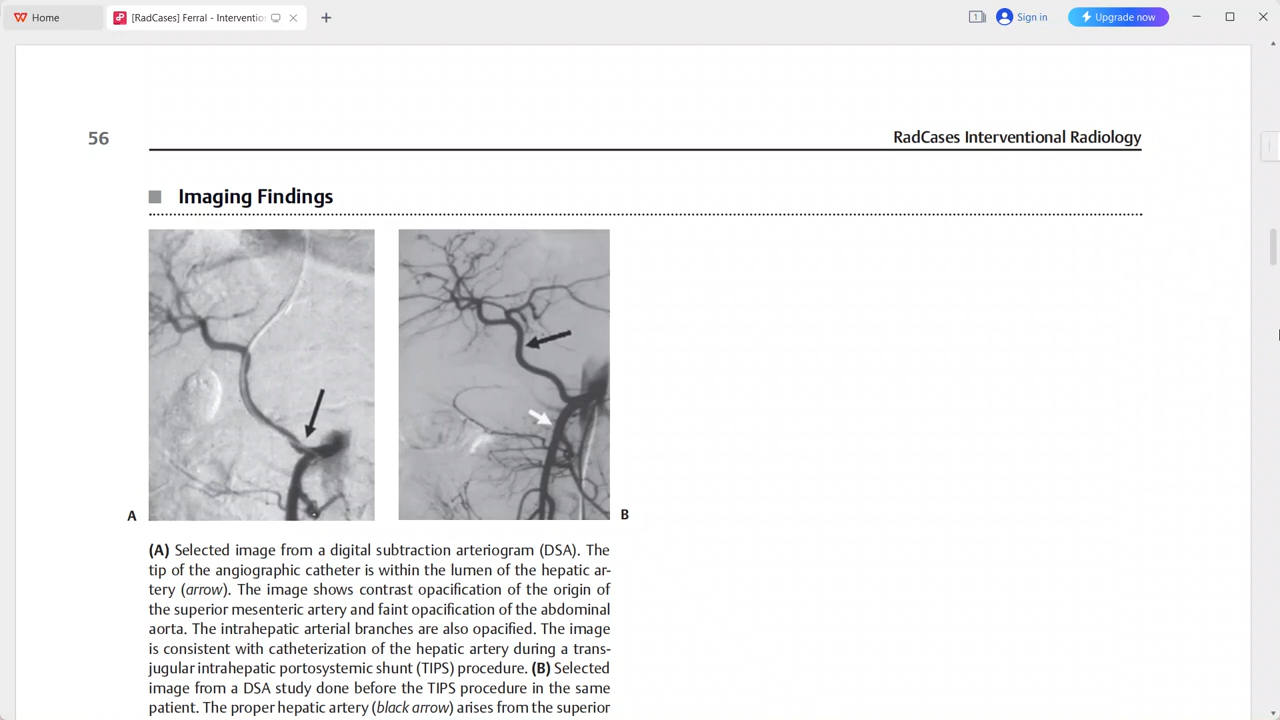 Home
[RadCases] Ferral - Interventio
1
Sign in
Upgrade now
56
RadCases Interventional Radiology
Imaging Findings
A
B
(A) Selected image from a digital subtraction arteriogram (DSA). The
tip of the angiographic catheter is within the lumen of the hepatic ar-
tery (arrow). The image shows contrast opacification of the origin of
the superior mesenteric artery and faint opacification of the abdominal
aorta. The intrahepatic arterial branches are also opacified. The image
is consistent with catheterization of the hepatic artery during a trans-
jugular intrahepatic portosystemic shunt (TIPS) procedure. (B) Selected
image from a DSA study done before the TIPS procedure in the same
patient. The proper hepatic artery (black arrow) arises from the superior